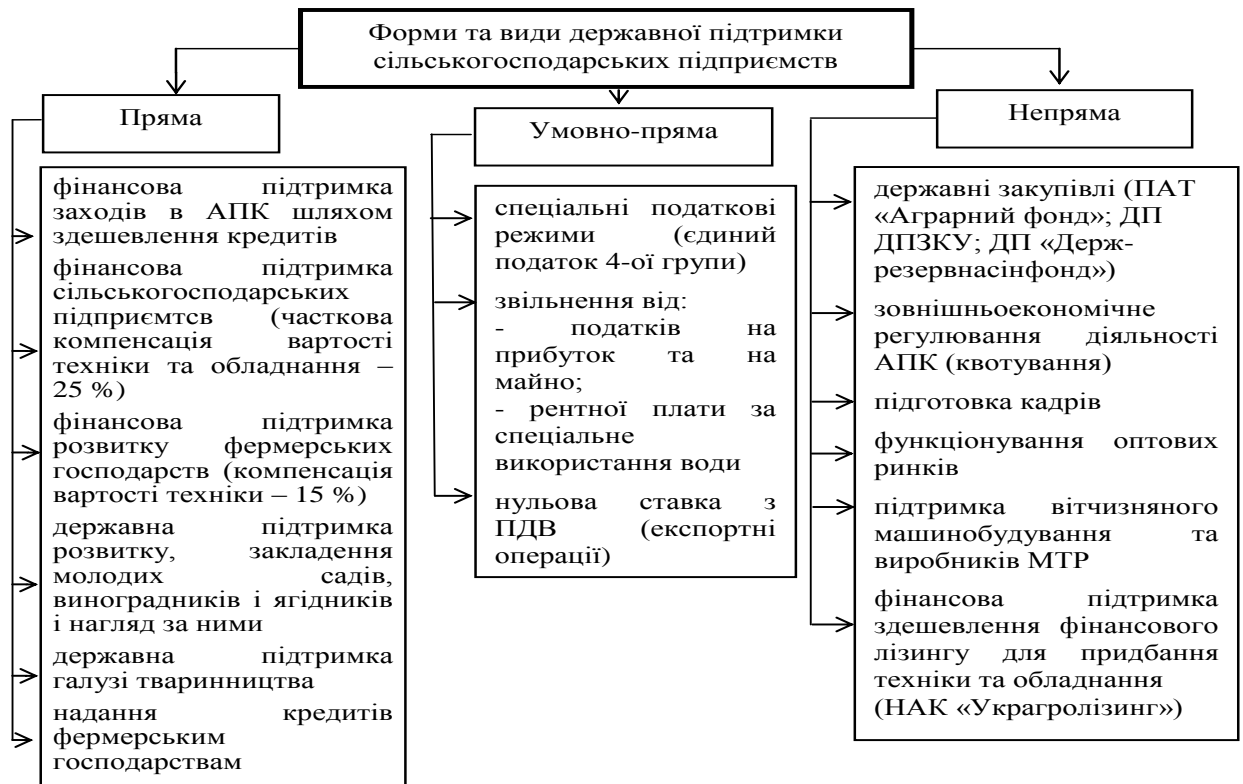 Форми та види державної підтримки
сільськогосподарських підприємств
Пряма
фінансова підтримка
заходів в АПК шляхом
здешевлення кредитів
фінансова підтримка
сільськогосподарських
підприємтсв (часткова
компенсація вартості
техніки та обладнання –
25 %)
фінансова підтримка
розвитку фермерських
господарств (компенсація
вартості техніки – 15 %)
державна підтримка
розвитку, закладення
молодих садів,
виноградників і ягідників
і нагляд за ними
державна підтримка
галузі тваринництва
надання кредитів
фермерським
господарствам
Умовно-пряма
спеціальні податкові
режими (єдиний
податок 4-ої групи)
звільнення від:
- податків на
прибуток та на
майно;
- рентної плати за
спеціальне
використання води
нульова ставка з
ПДВ (експортні
операції)
Непряма
державні закупівлі (ПАТ
«Аграрний фонд»; ДП
ДПЗКУ; ДП «Держ-
резервнасінфонд»)
зовнішньоекономічне
регулювання діяльності
АПК (квотування)
підготовка кадрів
функціонування оптових
ринків
підтримка вітчизняного
машинобудування та
виробників МТР
фінансова підтримка
здешевлення фінансового
лізингу для придбання
техніки та обладнання
(НАК «Украгролізинг»)